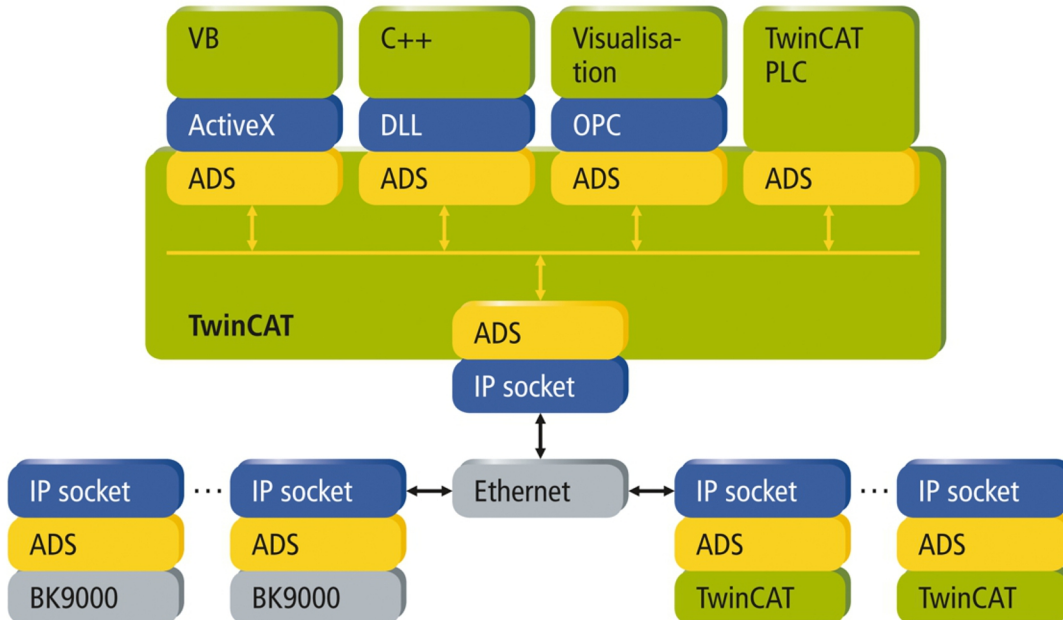 VB
ActiveX
ADS
C++
DLL
ADS
Visualisa-
tion
OPC
ADS
TwinCAT
PLC
ADS
TwinCAT
ADS
IP socket
Ethernet
IP socket
ADS
BK9000
...
IP socket
ADS
BK9000
IP socket
ADS
TwinCAT
...
IP socket
ADS
TwinCAT